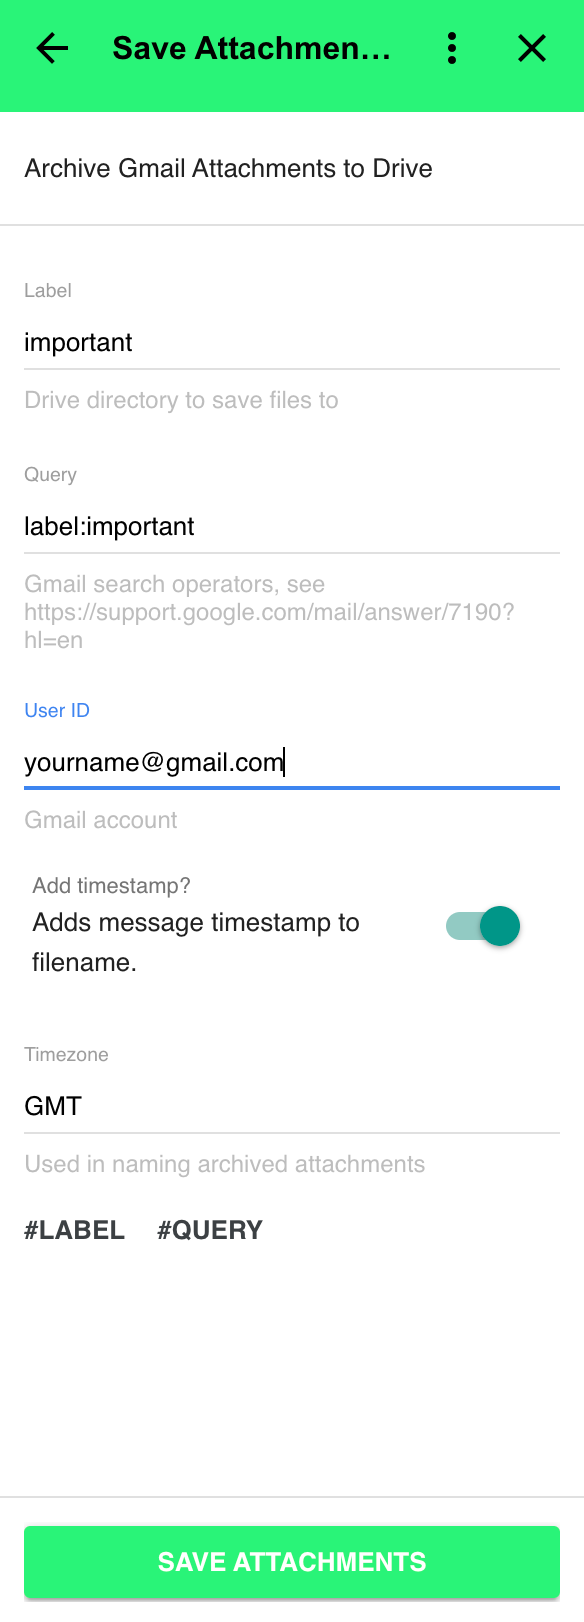 Save Attachmen...
Archive Gmail Attachments to Drive
Label
important
Drive directory to save files to
Query
label:important
Gmail search operators, see
https://support.google.com/mail/answer/7190?
hl=en
User ID
yourname@gmail.com
Gmail account
Add timestamp?
Adds message timestamp to
filename.
Timezone
GMT
Used in naming archived attachments
#LABEL #QUERY
SAVE ATTACHMENTS